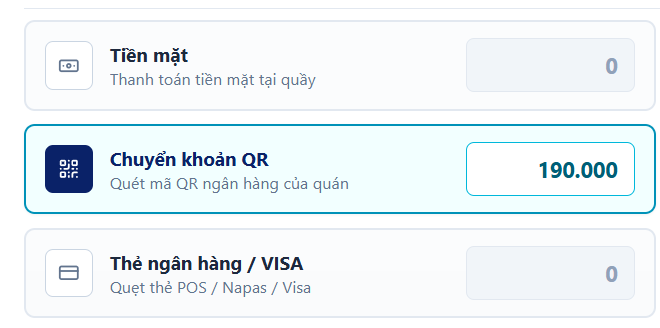 Tiền mặt
Thanh toán tiền mặt tại quầy
0
Chuyển khoản QR
Quét mã QR ngân hàng của quán
190.000
Thẻ ngân hàng / VISA
Quẹt thẻ POS / Napas / Visa
0